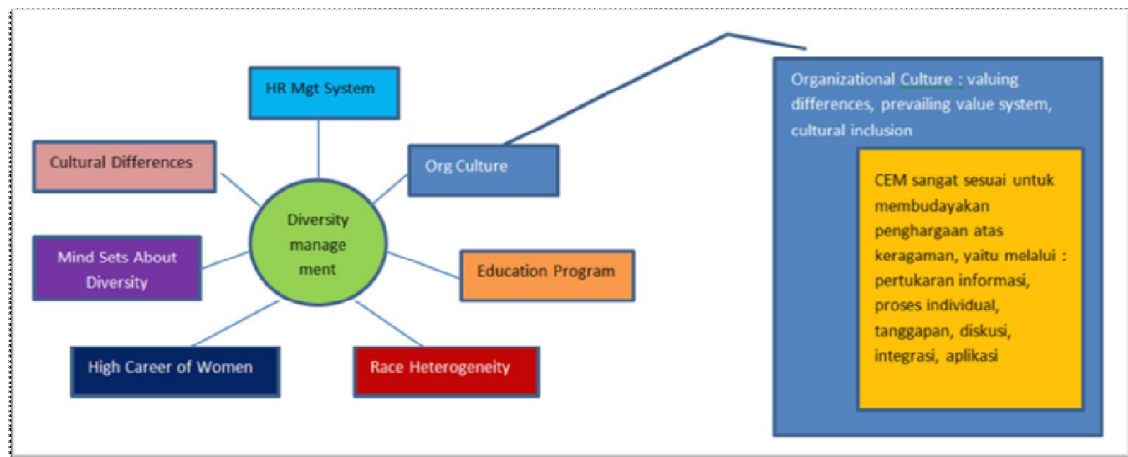 HR Mgt System
Cultural Differences
Org Culture
Diversity
manage
ment
Mind Sets About
Diversity
Education Program
High Career of Women
Race Heterogeneity
Organizational Culture : valuing
differences, prevailing value system,
cultural inclusion
CEM sangat sesuai untuk
membudayakan
penghargaan atas
keragaman, yaitu melalui :
pertukaran informasi,
proses individual,
tanggapan, diskusi,
integrasi, aplikasi